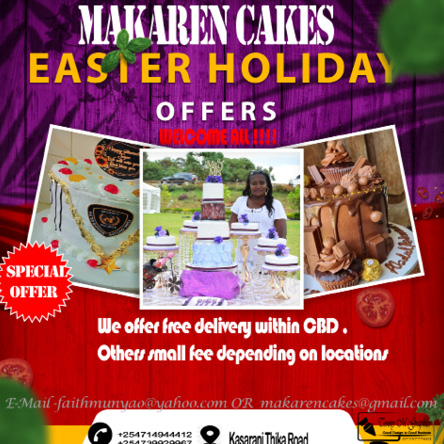 MAKAREN CAKES
EASTER HOLIDAY
OFFERS
WELCOME ALL !!!!
SPECIAL
OFFER
We offer free delivery within CBD ,
Others small fee depending on locations
E-Mail-faithmunyao@yahoo.com OR makarencakes@gmail.com
+254714944412
Kasarani Thika Road